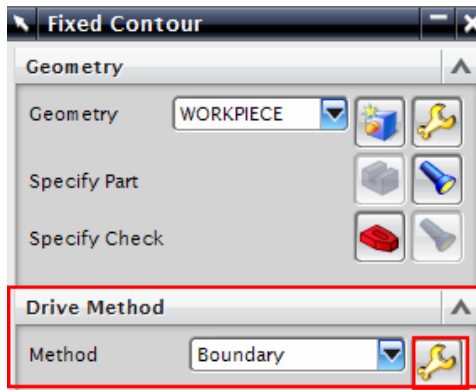 Fixed Contour
Geometry
Geometry WORKPIECE
Specify Part
Specify Check
Drive Method
Method Boundary